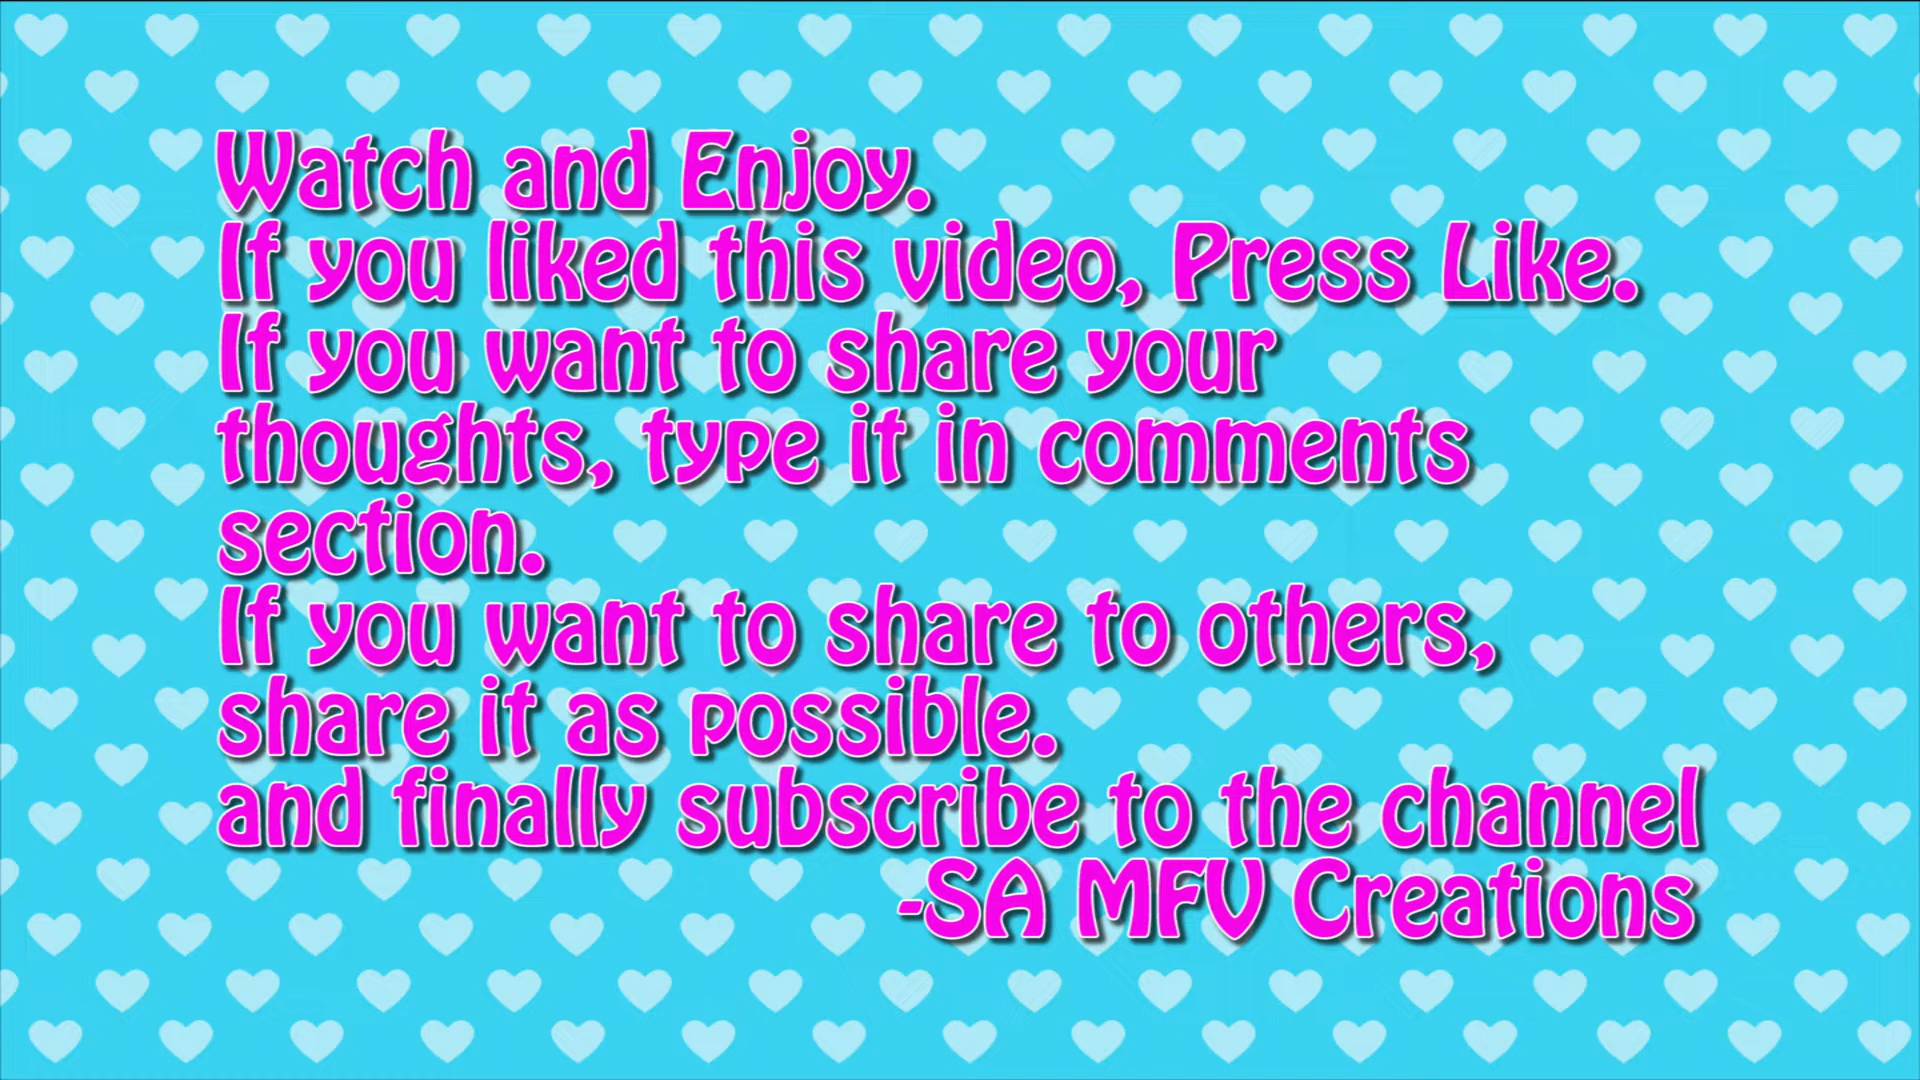 Watch and Enjoy.
If you liked this video, Press Like.
If you want to share your
thoughts, type it in comments
section.
If you want to share to others,
share it as possible.
and finally subscribe to the channel
-SA MFV Creations